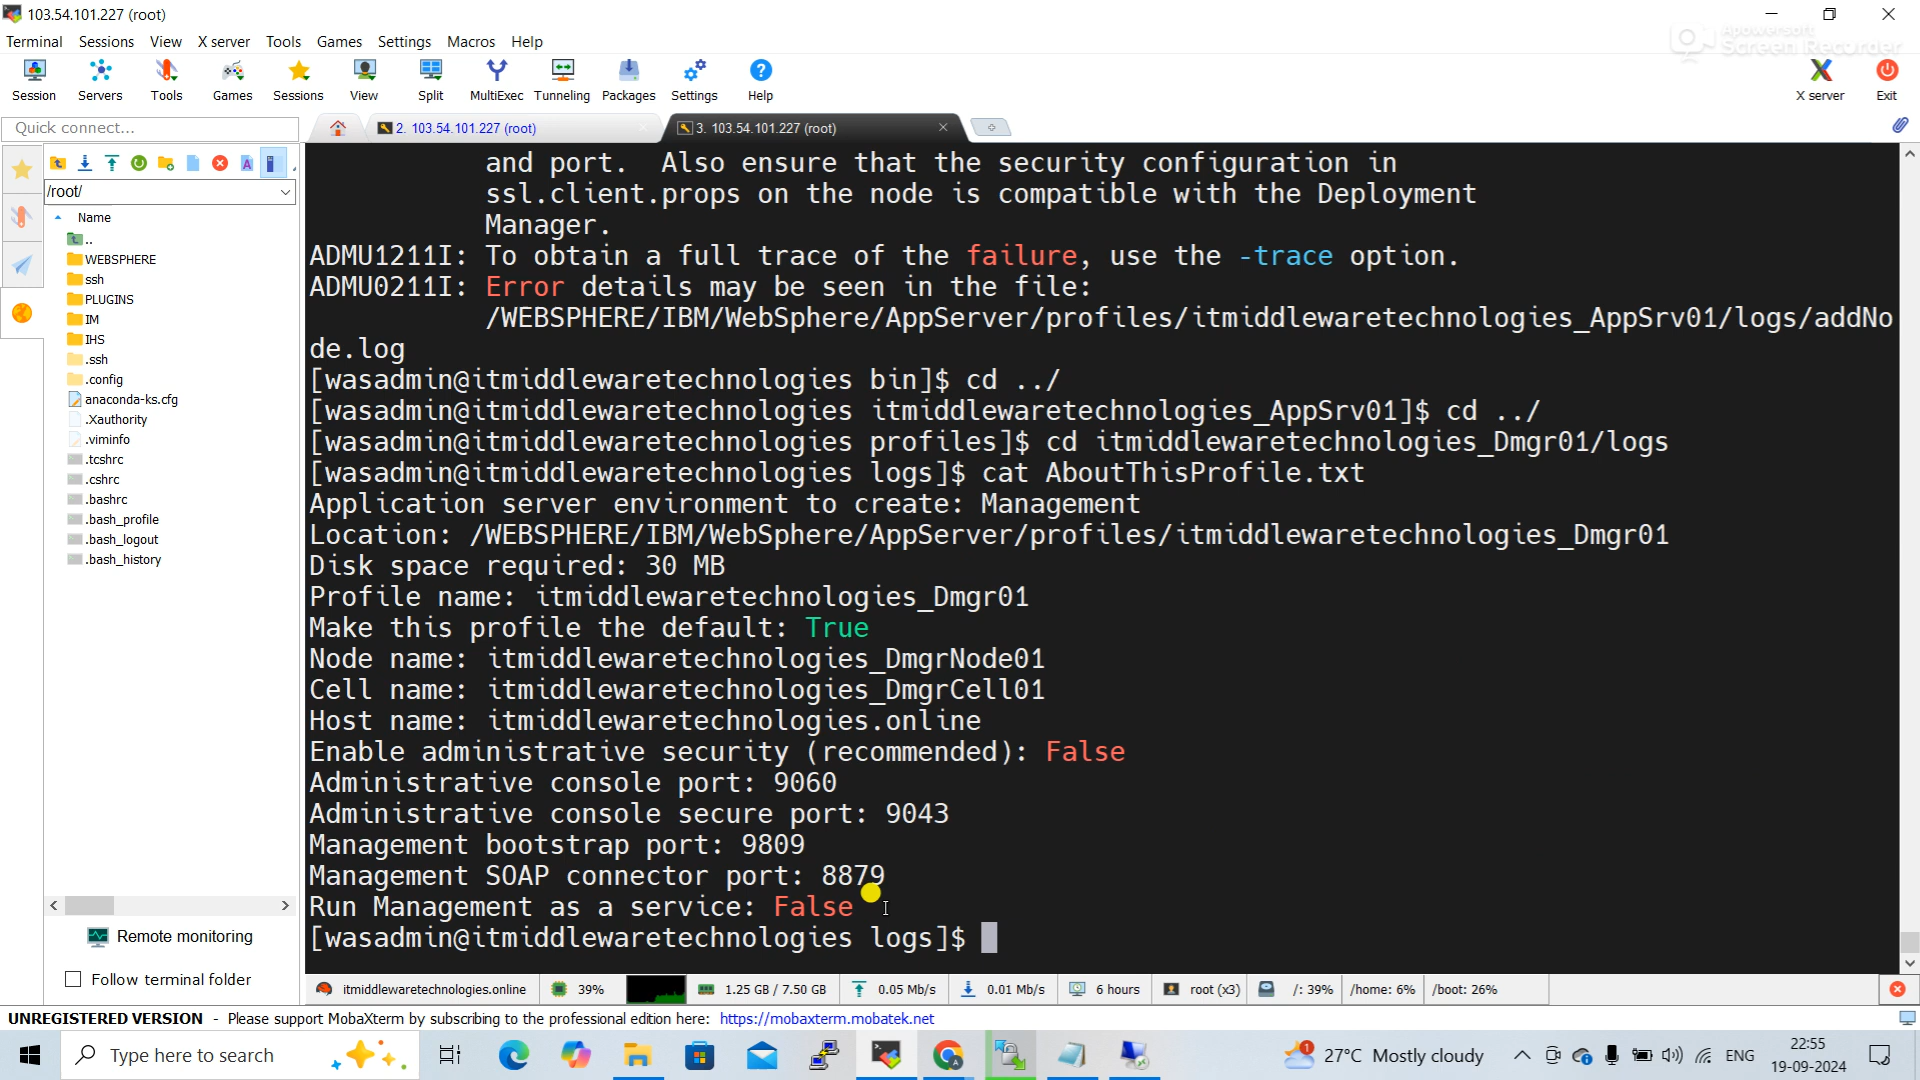 103.54.101.227 (root)
Apowersoft
Screen Recorder
Terminal Sessions View X server Tools Games Settings Macros Help
Session Servers Tools Games Sessions View Split MultiExec Tunneling Packages Settings Help X server Exit
Quick connect...
2. 103.54.101.227 (root)
3. 103.54.101.227 (root)
/root/
Name
..
WEBSPHERE
ssh
PLUGINS
IM
IHS
.ssh
.config
anaconda-ks.cfg
.Xauthority
.viminfo
.tcshrc
.cshrc
.bashrc
.bash_profile
.bash_logout
.bash_history
Remote monitoring
Follow terminal folder
and port.  Also ensure that the security configuration in
ssl.client.props on the node is compatible with the Deployment
Manager.
ADMU1211I: To obtain a full trace of the failure, use the -trace option.
ADMU0211I: Error details may be seen in the file:
/WEBSPHERE/IBM/WebSphere/AppServer/profiles/itmiddlewaretechnologies_AppSrv01/logs/addNo
de.log
[wasadmin@itmiddlewaretechnologies bin]$ cd ../
[wasadmin@itmiddlewaretechnologies itmiddlewaretechnologies_AppSrv01]$ cd ../
[wasadmin@itmiddlewaretechnologies profiles]$ cd itmiddlewaretechnologies_Dmgr01/logs
[wasadmin@itmiddlewaretechnologies logs]$ cat AboutThisProfile.txt
Application server environment to create: Management
Location: /WEBSPHERE/IBM/WebSphere/AppServer/profiles/itmiddlewaretechnologies_Dmgr01
Disk space required: 30 MB
Profile name: itmiddlewaretechnologies_Dmgr01
Make this profile the default: True
Node name: itmiddlewaretechnologies_DmgrNode01
Cell name: itmiddlewaretechnologies_DmgrCell01
Host name: itmiddlewaretechnologies.online
Enable administrative security (recommended): False
Administrative console port: 9060
Administrative console secure port: 9043
Management bootstrap port: 9809
Management SOAP connector port: 8879
Run Management as a service: False
[wasadmin@itmiddlewaretechnologies logs]$
itmiddlewaretechnologies.online 39% 1.25 GB / 7.50 GB 0.05 Mb/s 0.01 Mb/s 6 hours root (x3) /: 39% /home: 6% /boot: 26%
UNREGISTERED VERSION - Please support MobaXterm by subscribing to the professional edition here: https://mobaxterm.mobatek.net
Type here to search
1
27°C Mostly cloudy
ENG
22:55
19-09-2024